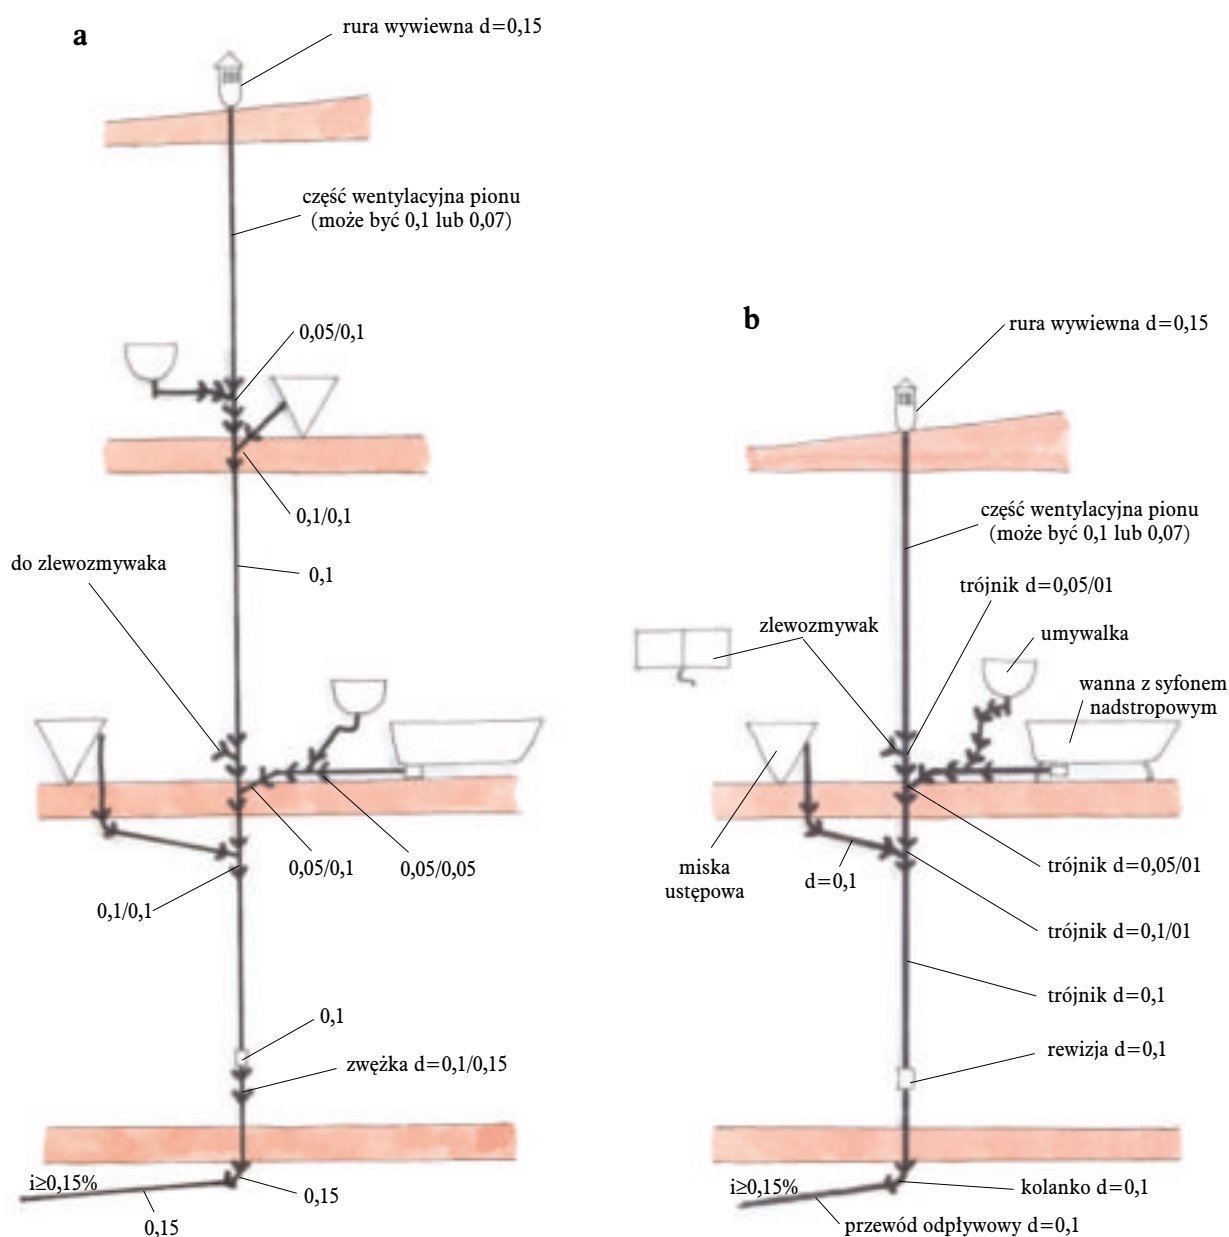 a
rura wywiewna d=0,15
część wentylacyjna pionu
(może być 0,1 lub 0,07)
0,05/0,1
0,1/0,1
do zlewozmywaka
0,1
0,05/0,1
0,05/0,05
0,1/0,1
0,1
zwężka d=0,1/0,15
i≥0,15%
0,15
0,15
b
rura wywiewna d=0,15
część wentylacyjna pionu
(może być 0,1 lub 0,07)
trójnik d=0,05/01
zlewozmywak
umywalka
wanna z syfonem
nadstropowym
miska
ustępowa
d=0,1
trójnik d=0,05/01
trójnik d=0,1/01
trójnik d=0,1
rewizja d=0,1
i≥0,15%
kolanko d=0,1
przewód odpływowy d=0,1